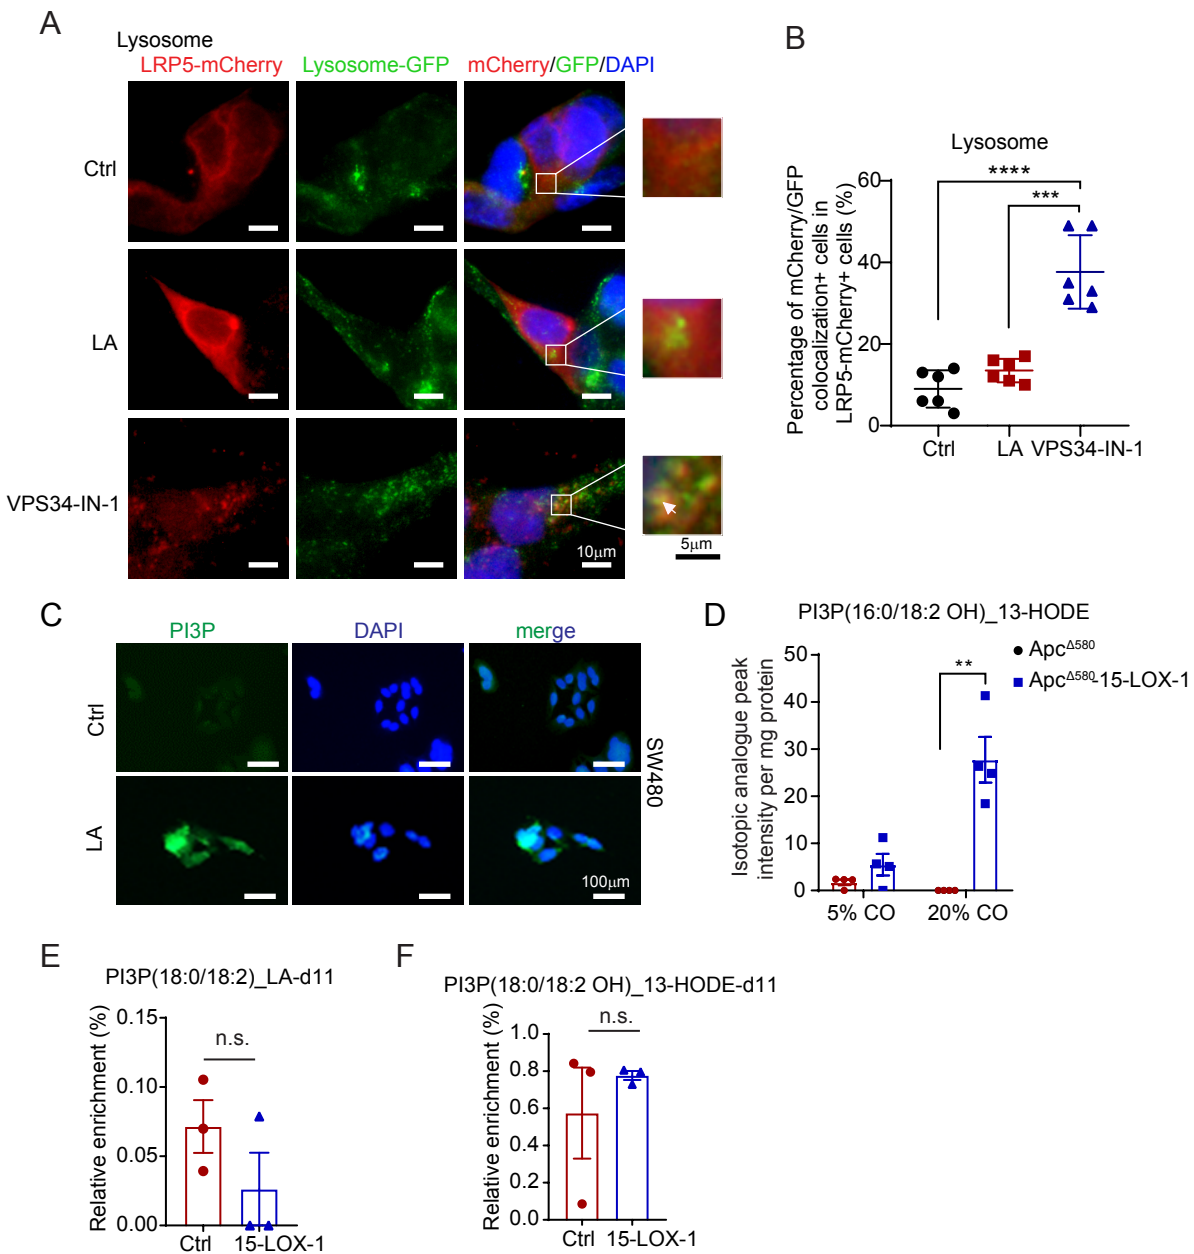 A
Lysosome
LRP5-mCherry
Lysosome-GFP
mCherry/GFP/DAPI
Ctrl
LA
VPS34-IN-1
10μm
5μm
B
Lysosome
Percentage of mCherry/GFP
colocalization+ cells in
LRP5-mCherry+ cells (%)
60
40
20
0
****
***
Ctrl
LA
VPS34-IN-1
C
PI3P
DAPI
merge
Ctrl
LA
SW480
100μm
D
PI3P(16:0/18:2 OH)_13-HODE
Isotopic analogue peak
intensity per mg protein
50
40
30
20
10
0
**
Apc^Δ580
Apc^Δ580-15-LOX-1
5% CO
20% CO
E
PI3P(18:0/18:2)_LA-d11
Relative enrichment (%)
0.15
0.10
0.05
0.00
n.s.
Ctrl
15-LOX-1
F
PI3P(18:0/18:2 OH)_13-HODE-d11
Relative enrichment (%)
1.0
0.8
0.6
0.4
0.2
0.0
n.s.
Ctrl
15-LOX-1